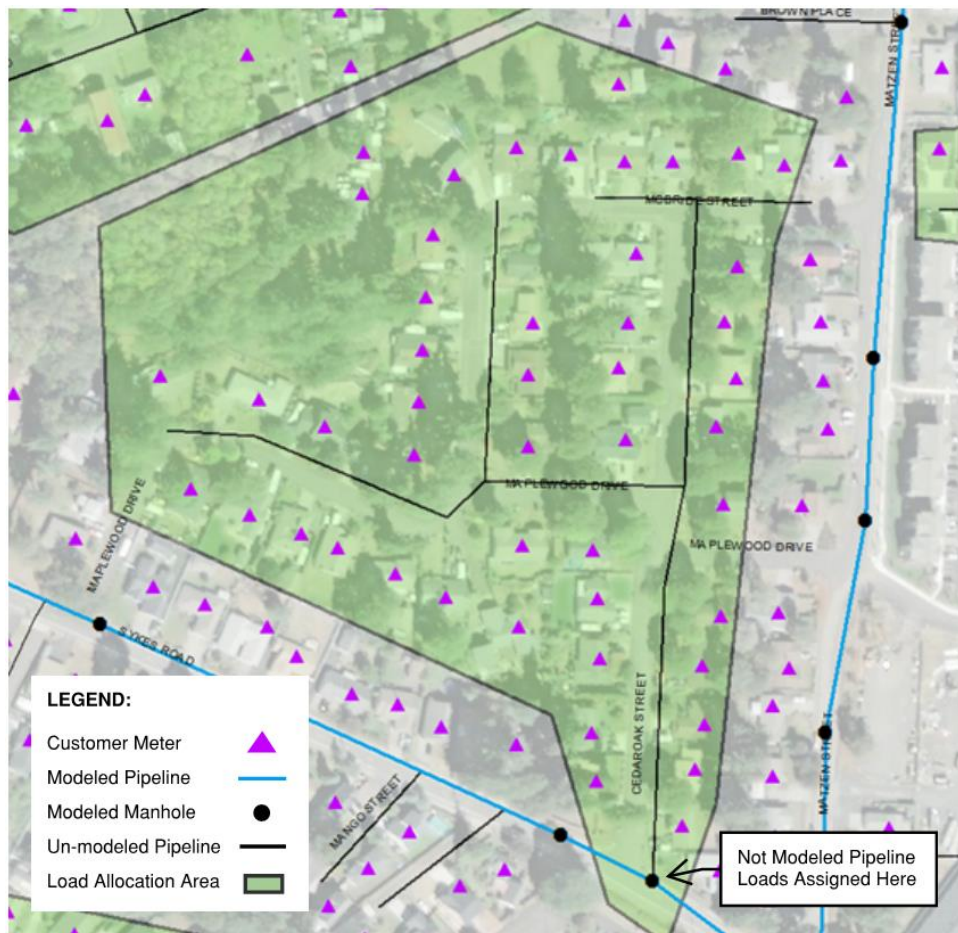 BROWN PLACE
MATZEN STREET
MCBRIDE STREET
MAPLEWOOD DRIVE
MAPLEWOOD DRIVE
MAPLEWOOD DRIVE
SYKES ROAD
CEDAROAK STREET
MATZEN STREET
MANGO STREET
LEGEND:
Customer Meter
Modeled Pipeline
Modeled Manhole
Un-modeled Pipeline
Load Allocation Area
Not Modeled Pipeline
Loads Assigned Here